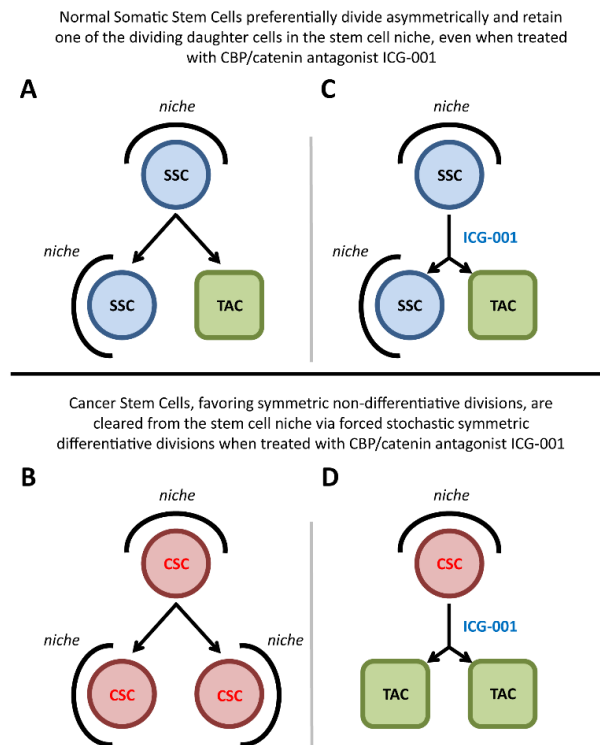 Normal Somatic Stem Cells preferentially divide asymmetrically and retain
one of the dividing daughter cells in the stem cell niche, even when treated
with CBP/catenin antagonist ICG-001
A
niche
SSC
niche
SSC
TAC
C
niche
SSC
ICG-001
niche
SSC
TAC
Cancer Stem Cells, favoring symmetric non-differentiative divisions, are
cleared from the stem cell niche via forced stochastic symmetric
differentiative divisions when treated with CBP/catenin antagonist ICG-001
B
niche
CSC
niche
niche
CSC
CSC
D
niche
CSC
ICG-001
TAC
TAC